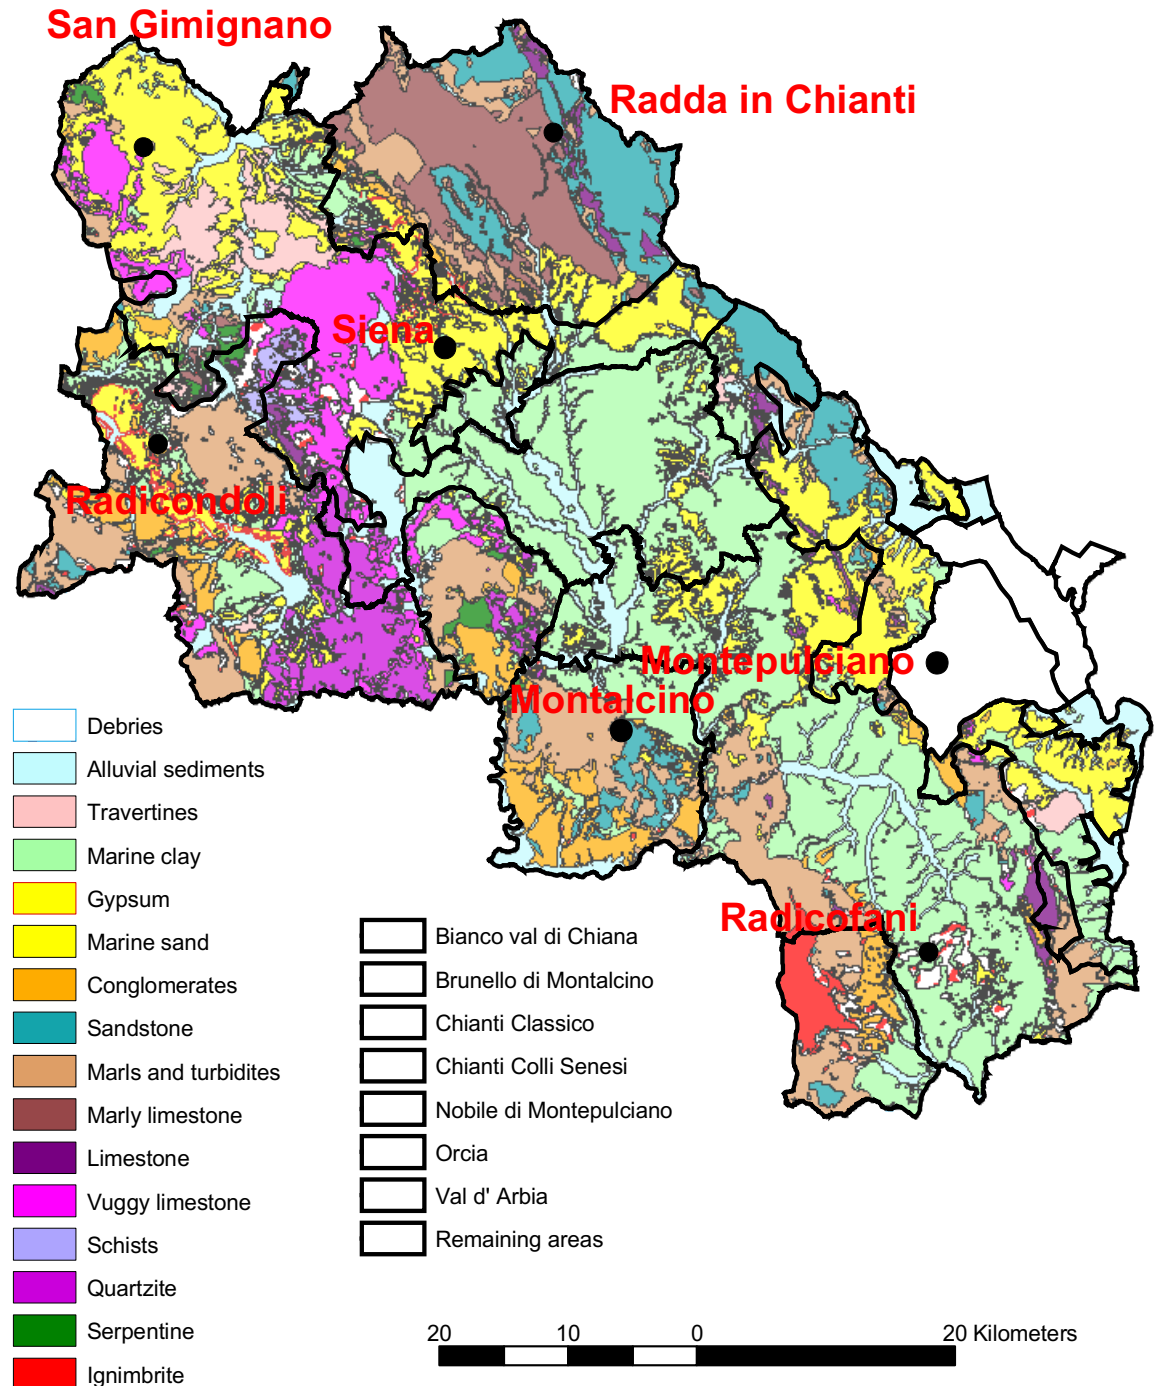 San Gimignano
Radda in Chianti
Siena
Radicondoli
Montepulciano
Montalcino
Radicofani
Debries
Alluvial sediments
Travertines
Marine clay
Gypsum
Marine sand
Conglomerates
Sandstone
Marls and turbidites
Marly limestone
Limestone
Vuggy limestone
Schists
Quartzite
Serpentine
Ignimbrite
Bianco val di Chiana
Brunello di Montalcino
Chianti Classico
Chianti Colli Senesi
Nobile di Montepulciano
Orcia
Val d' Arbia
Remaining areas
20 10 0 20 Kilometers